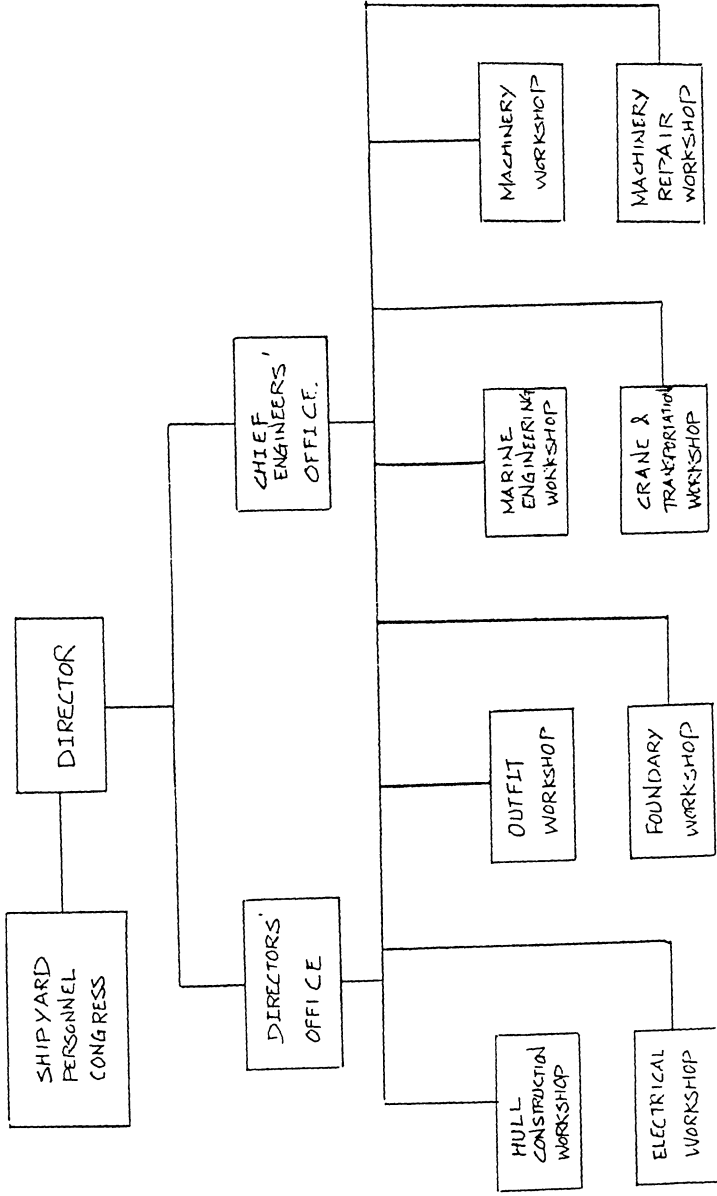 SHIPYARD
PERSONNEL
CONGRESS
DIRECTOR
DIRECTORS'
OFFICE
CHIEF
ENGINEERS'
OFFICE.
HULL
CONSTRUCTION
WORKSHOP
OUTFIT
WORKSHOP
MARINE
ENGINEERING
WORKSHOP
MACHINERY
WORKSHOP
ELECTRICAL
WORKSHOP
FOUNDARY
WORKSHOP
CRANE &
TRANPORTATION
WORKSHOP
MACHINERY
REPAIR
WORKSHOP